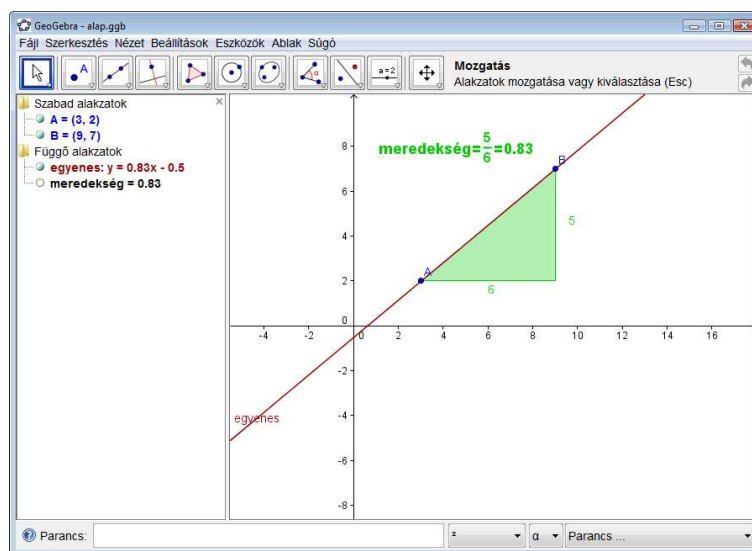 GeoGebra - alap.ggb
Fájl Szerkesztés Nézet Beállítások Eszközök Ablak Súgó
A
α
a=2
Mozgatás
Alakzatok mozgatása vagy kiválasztása (Esc)
Szabad alakzatok
A = (3, 2)
B = (9, 7)
Függő alakzatok
egyenes: y = 0.83x - 0.5
meredekség = 0.83
meredekség=5/6=0.83
B
A
5
6
egyenes
8
6
4
2
0
-2
-4
-6
-8
-4 -2 0 2 4 6 8 10 12 14 16
Parancs:
²
α
Parancs ...